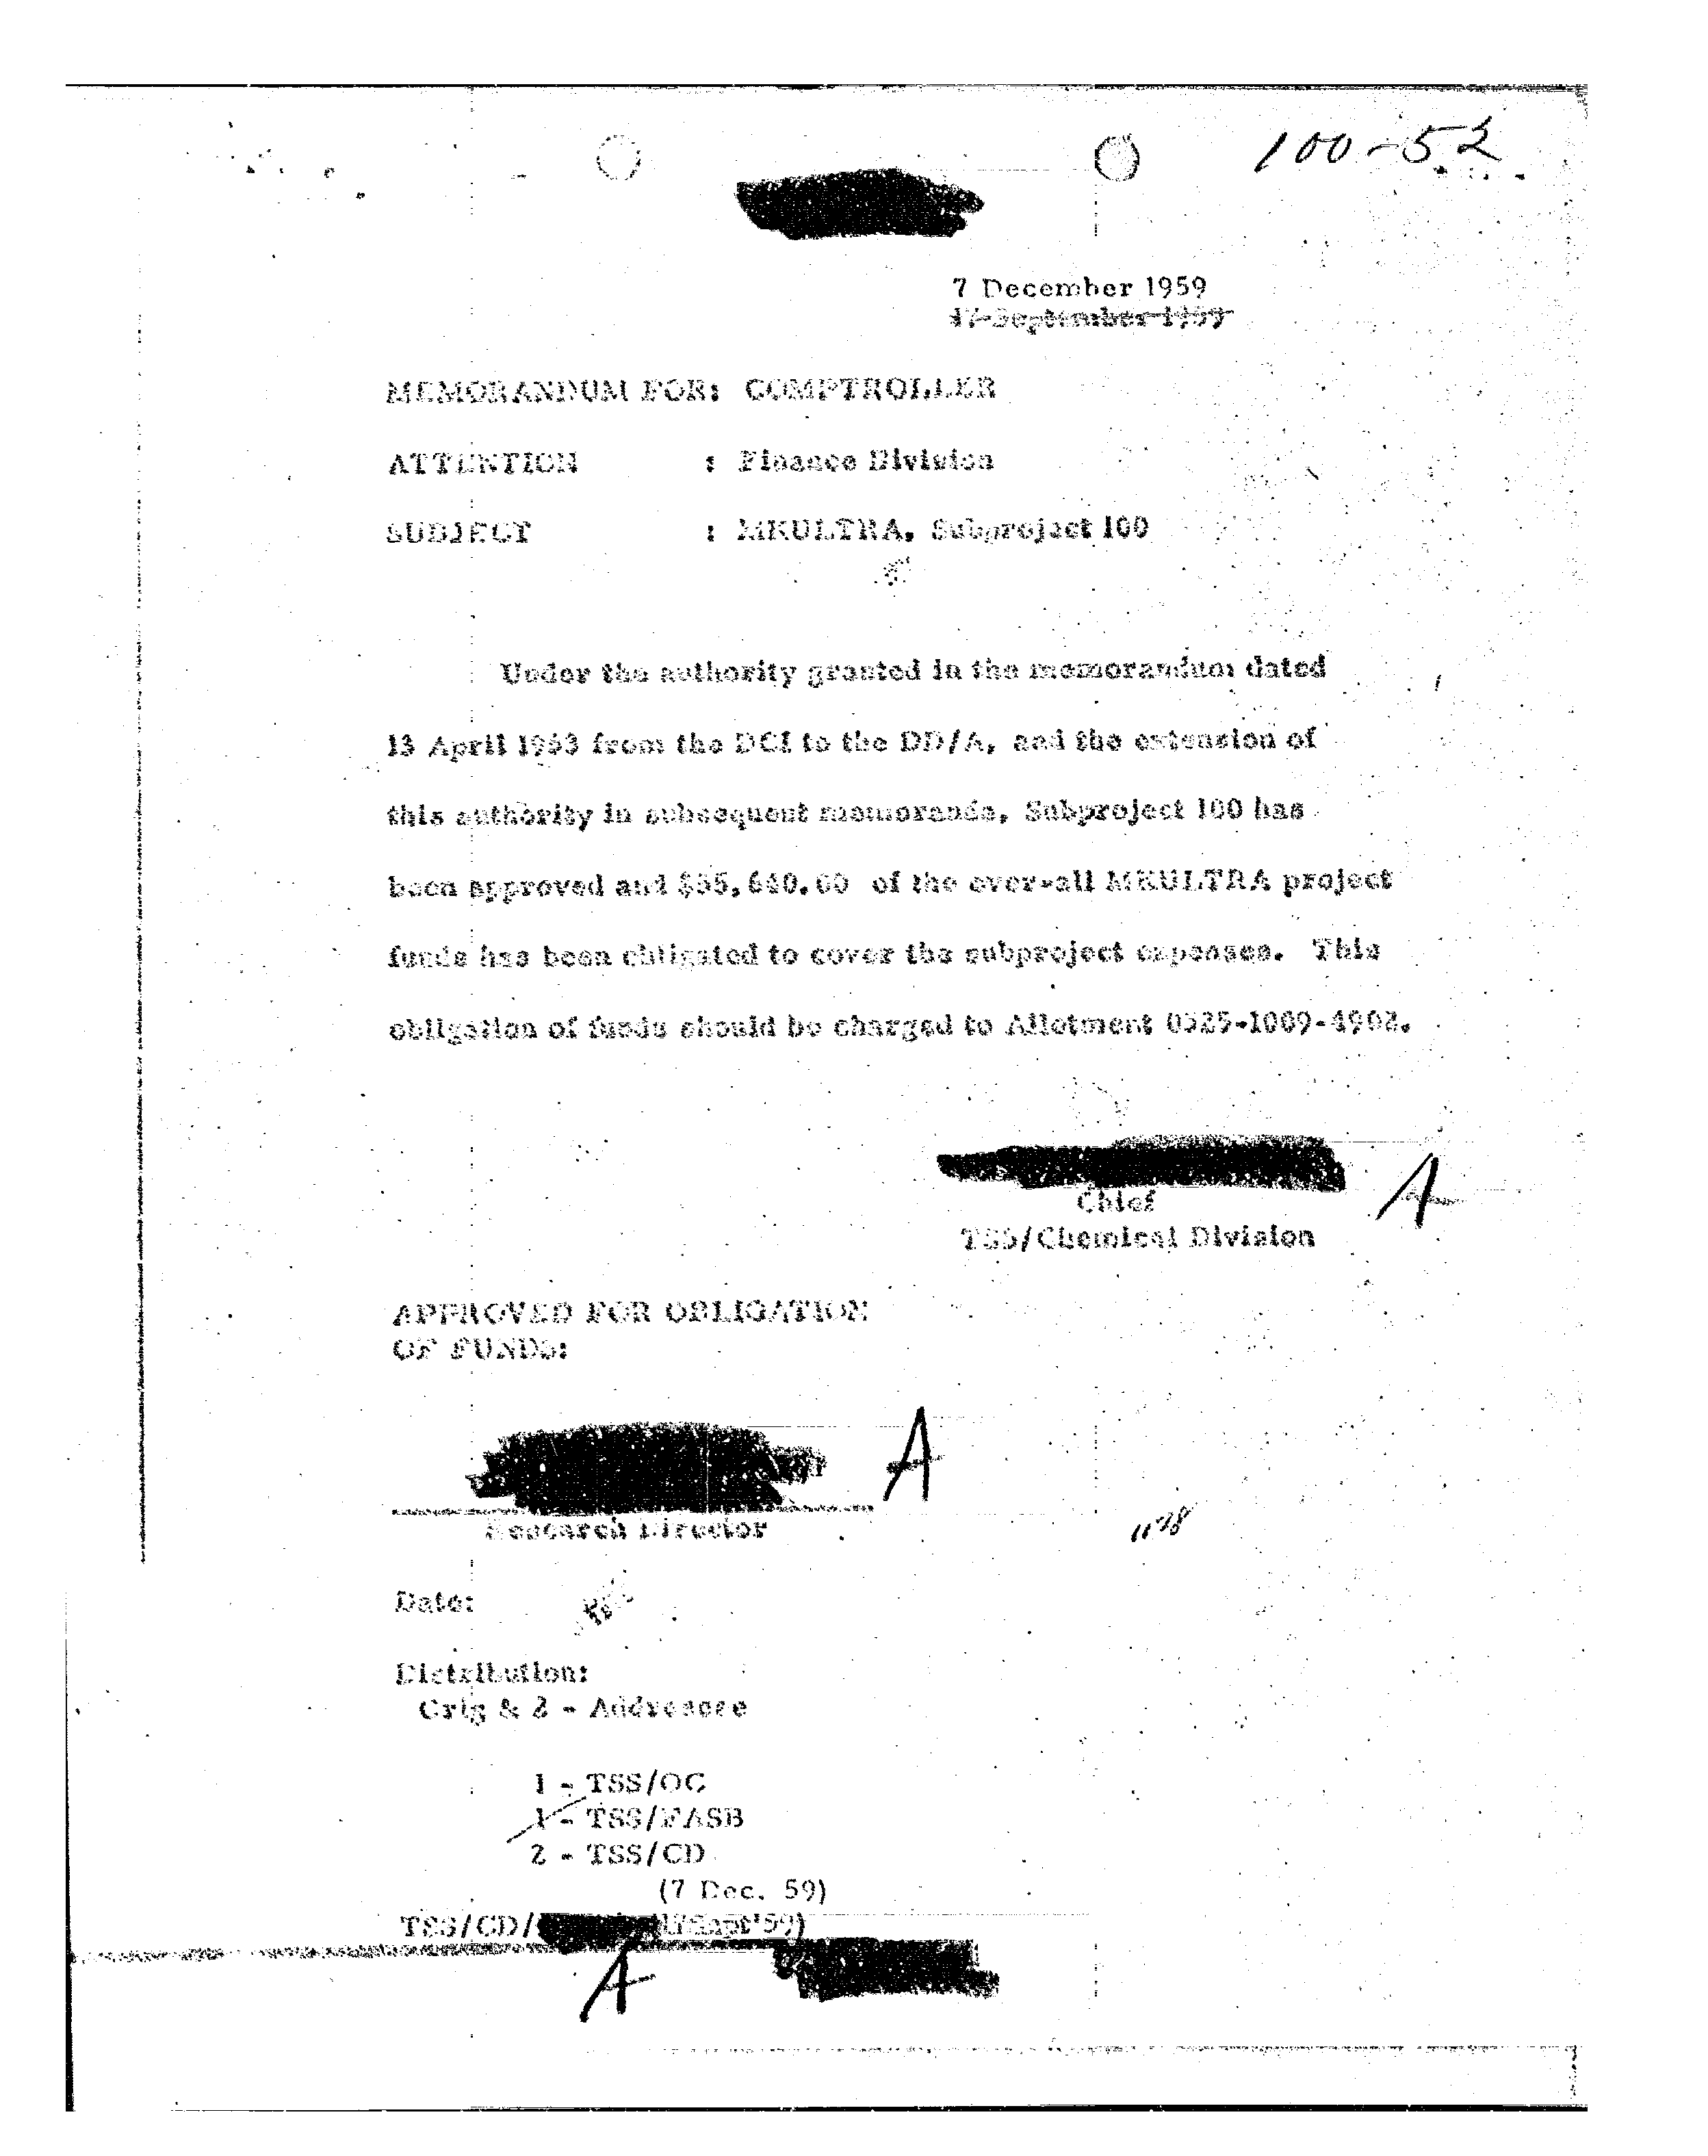 100-52
7 December 1959
17 September 1959
MEMORANDUM FOR: COMPTROLLER
ATTENTION : Finance Division
SUBJECT : MKULTRA, Subproject 100
Under the authority granted in the memorandum dated
13 April 1953 from the DCI to the DD/A, and the extension of
this authority in subsequent memoranda, Subproject 100 has
been approved and of the over-all MKULTRA project
funds has been obligated to cover the subproject expenses. This
obligation of funds should be charged to Allotment 0525-1009-4902.
A
Chief
TSS/Chemical Division
APPROVED FOR OBLIGATION
OF FUNDS:
A
Research Director
Date:
Distribution:
Orig & 2 - Addressee
1 - TSS/OC
1 - TSS/FASB
2 - TSS/CD
(7 Dec. 59)
TSS/CD/ (17 Sept '59)
A